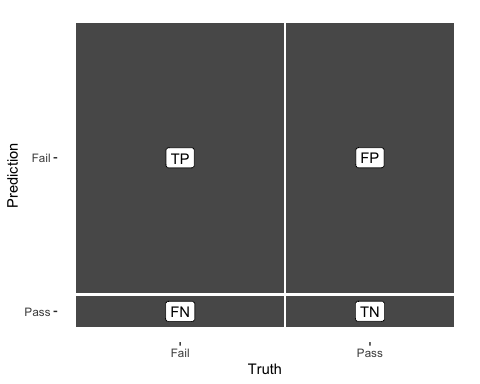 Prediction
Fail
TP
FP
Pass
FN
TN
Fail
Pass
Truth